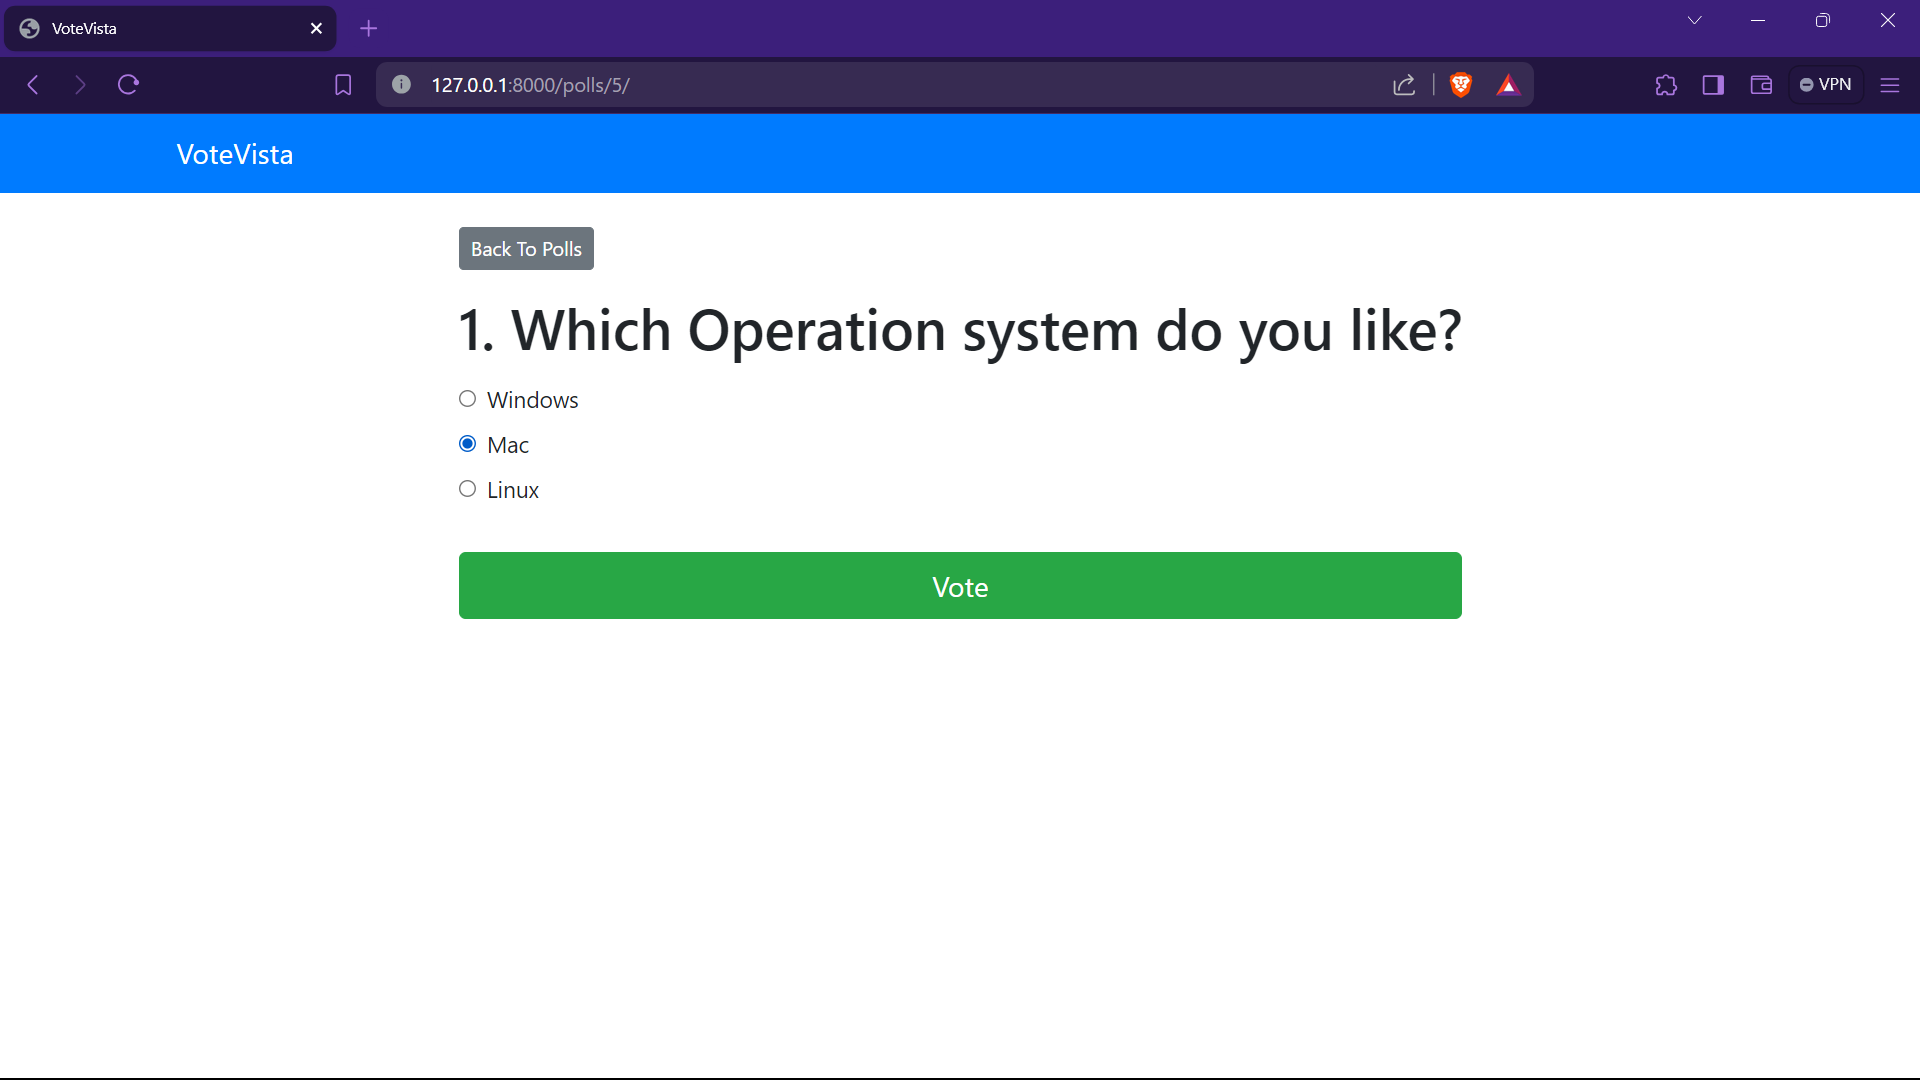 VoteVista
127.0.0.1:8000/polls/5/
VPN
VoteVista
Back To Polls
1. Which Operation system do you like?
Windows
Mac
Linux
Vote